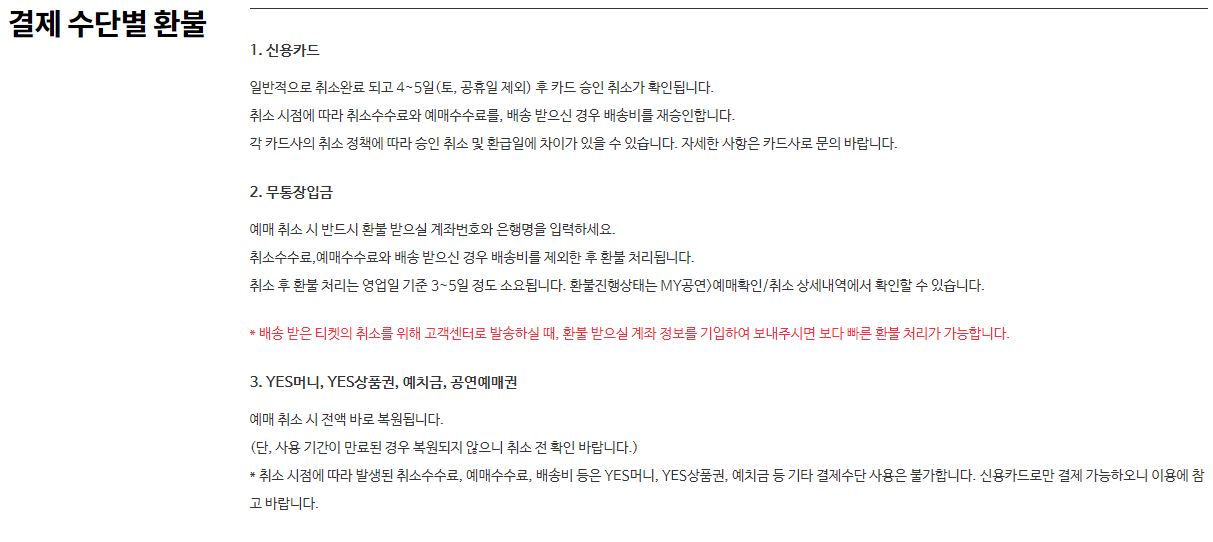 결제 수단별 환불
1. 신용카드
일반적으로 취소완료 되고 4~5일(토, 공휴일 제외) 후 카드 승인 취소가 확인됩니다.
취소 시점에 따라 취소수수료와 예매수수료를, 배송 받으신 경우 배송비를 재승인합니다.
각 카드사의 취소 정책에 따라 승인 취소 및 환급일에 차이가 있을 수 있습니다. 자세한 사항은 카드사로 문의 바랍니다.
2. 무통장입금
예매 취소 시 반드시 환불 받으실 계좌번호와 은행명을 입력하세요.
취소수수료,예매수수료와 배송 받으신 경우 배송비를 제외한 후 환불 처리됩니다.
취소 후 환불 처리는 영업일 기준 3~5일 정도 소요됩니다. 환불진행상태는 MY공연>예매확인/취소 상세내역에서 확인할 수 있습니다.
* 배송 받은 티켓의 취소를 위해 고객센터로 발송하실 때, 환불 받으실 계좌 정보를 기입하여 보내주시면 보다 빠른 환불 처리가 가능합니다.
3. YES머니, YES상품권, 예치금, 공연예매권
예매 취소 시 전액 바로 복원됩니다.
(단, 사용 기간이 만료된 경우 복원되지 않으니 취소 전 확인 바랍니다.)
* 취소 시점에 따라 발생된 취소수수료, 예매수수료, 배송비 등은 YES머니, YES상품권, 예치금 등 기타 결제수단 사용은 불가합니다. 신용카드로만 결제 가능하오니 이용에 참
고 바랍니다.